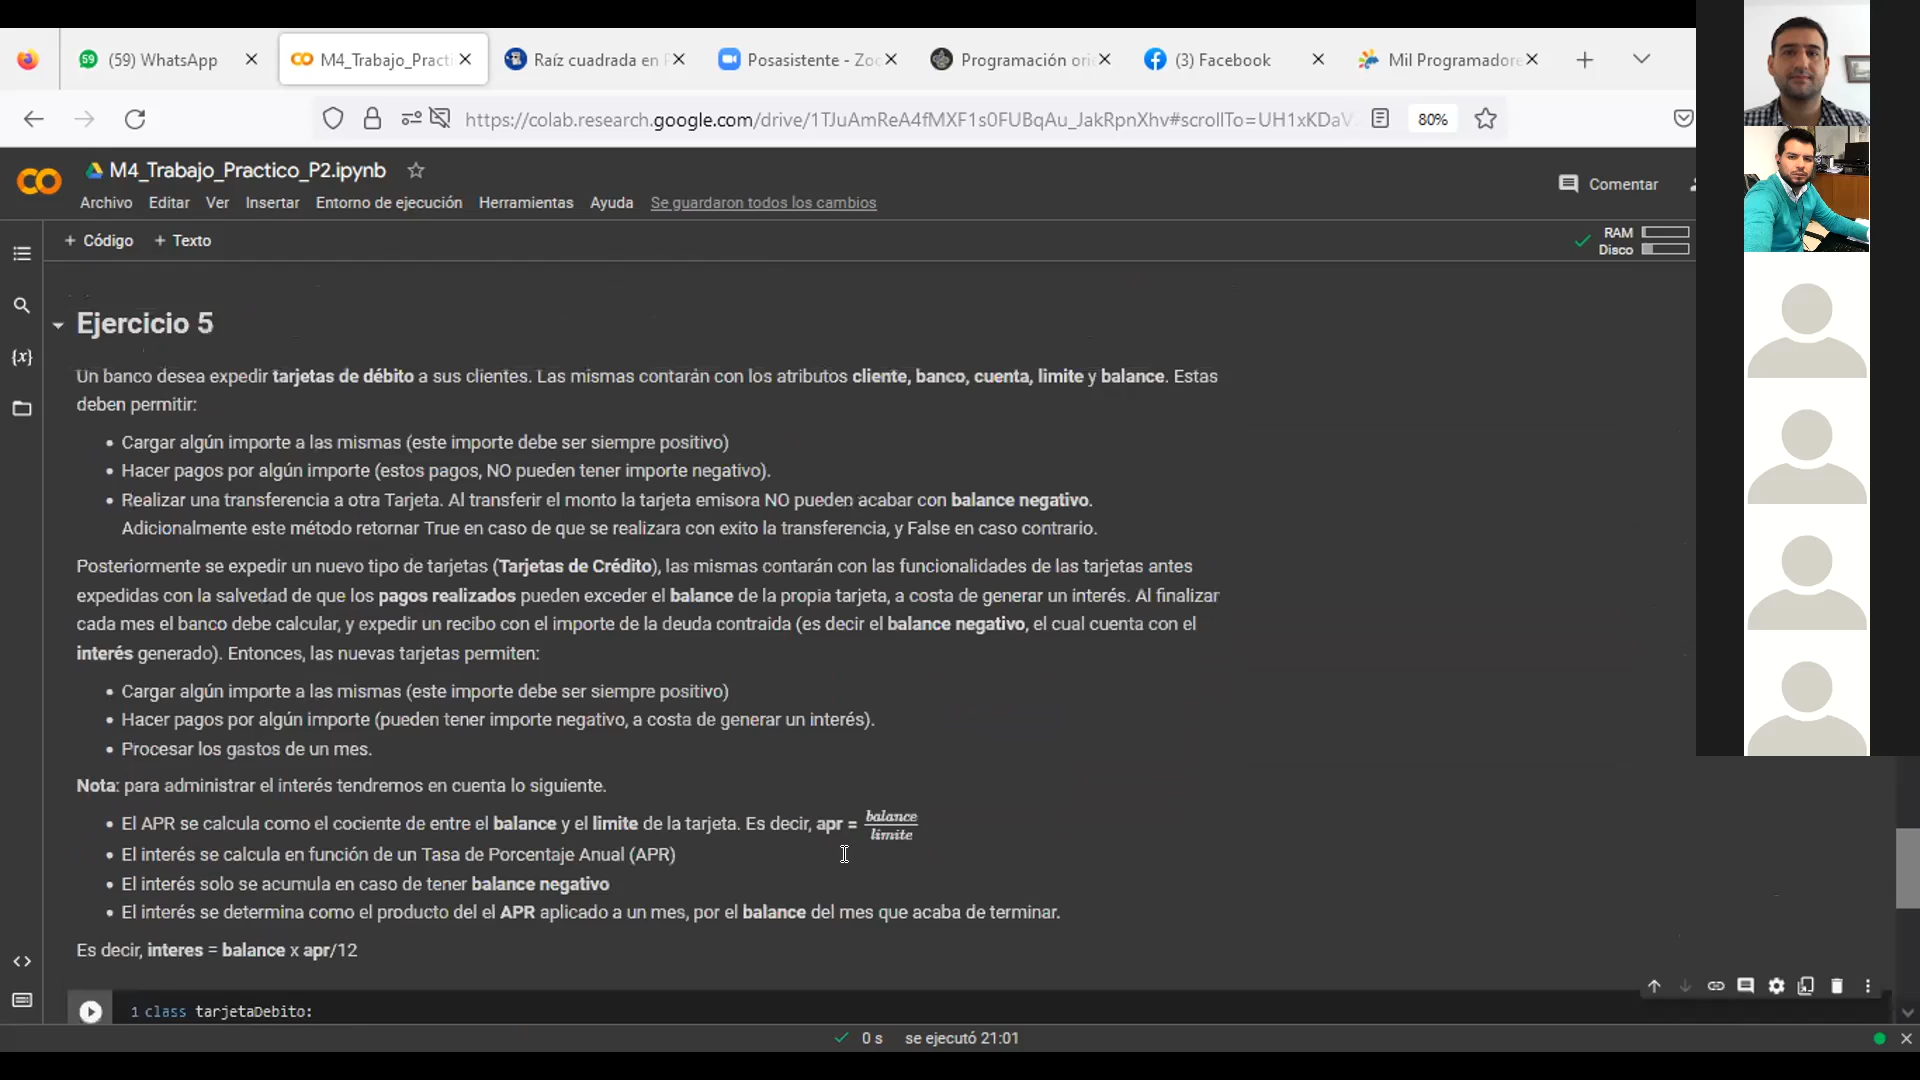 (59) WhatsApp
M4_Trabajo_Practi
Raíz cuadrada en P
Posasistente - Zoo
Programación ori
(3) Facebook
Mil Programadore
https://colab.research.google.com/drive/1TJuAmReA4fMXF1s0FUBqAu_JakRpnXhv#scrollTo=UH1xKDaV
80%
M4_Trabajo_Practico_P2.ipynb
Comentar
Archivo Editar Ver Insertar Entorno de ejecución Herramientas Ayuda Se guardaron todos los cambios
+ Código + Texto
RAM
Disco
Ejercicio 5
Un banco desea expedir tarjetas de débito a sus clientes. Las mismas contarán con los atributos cliente, banco, cuenta, limite y balance. Estas
deben permitir:
• Cargar algún importe a las mismas (este importe debe ser siempre positivo)
• Hacer pagos por algún importe (estos pagos, NO pueden tener importe negativo).
• Realizar una transferencia a otra Tarjeta. Al transferir el monto la tarjeta emisora NO pueden acabar con balance negativo.
Adicionalmente este método retornar True en caso de que se realizara con exito la transferencia, y False en caso contrario.
Posteriormente se expedir un nuevo tipo de tarjetas (Tarjetas de Crédito), las mismas contarán con las funcionalidades de las tarjetas antes
expedidas con la salvedad de que los pagos realizados pueden exceder el balance de la propia tarjeta, a costa de generar un interés. Al finalizar
cada mes el banco debe calcular, y expedir un recibo con el importe de la deuda contraida (es decir el balance negativo, el cual cuenta con el
interés generado). Entonces, las nuevas tarjetas permiten:
• Cargar algún importe a las mismas (este importe debe ser siempre positivo)
• Hacer pagos por algún importe (pueden tener importe negativo, a costa de generar un interés).
• Procesar los gastos de un mes.
Nota: para administrar el interés tendremos en cuenta lo siguiente.
• El APR se calcula como el cociente de entre el balance y el limite de la tarjeta. Es decir, apr = balance/limite
• El interés se calcula en función de un Tasa de Porcentaje Anual (APR)
• El interés solo se acumula en caso de tener balance negativo
• El interés se determina como el producto del el APR aplicado a un mes, por el balance del mes que acaba de terminar.
Es decir, interes = balance x apr/12
1 class tarjetaDebito:
0 s se ejecutó 21:01